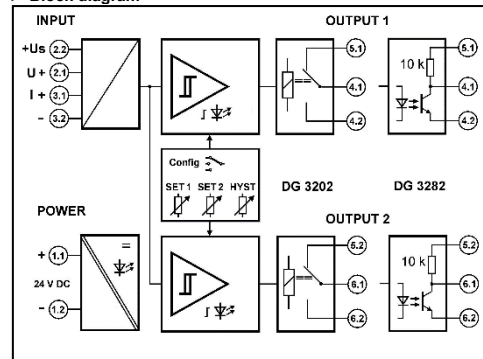 Block diagram
INPUT
OUTPUT 1
+Us 2.2
U + 2.1
I + 3.1
− 3.2
5.1
4.1
4.2
10 k
5.1
4.1
4.2
Config
SET 1 SET 2 HYST
DG 3202
DG 3282
POWER
OUTPUT 2
+ 1.1
24 V DC
− 1.2
=
5.2
6.1
6.2
10 k
5.2
6.1
6.2